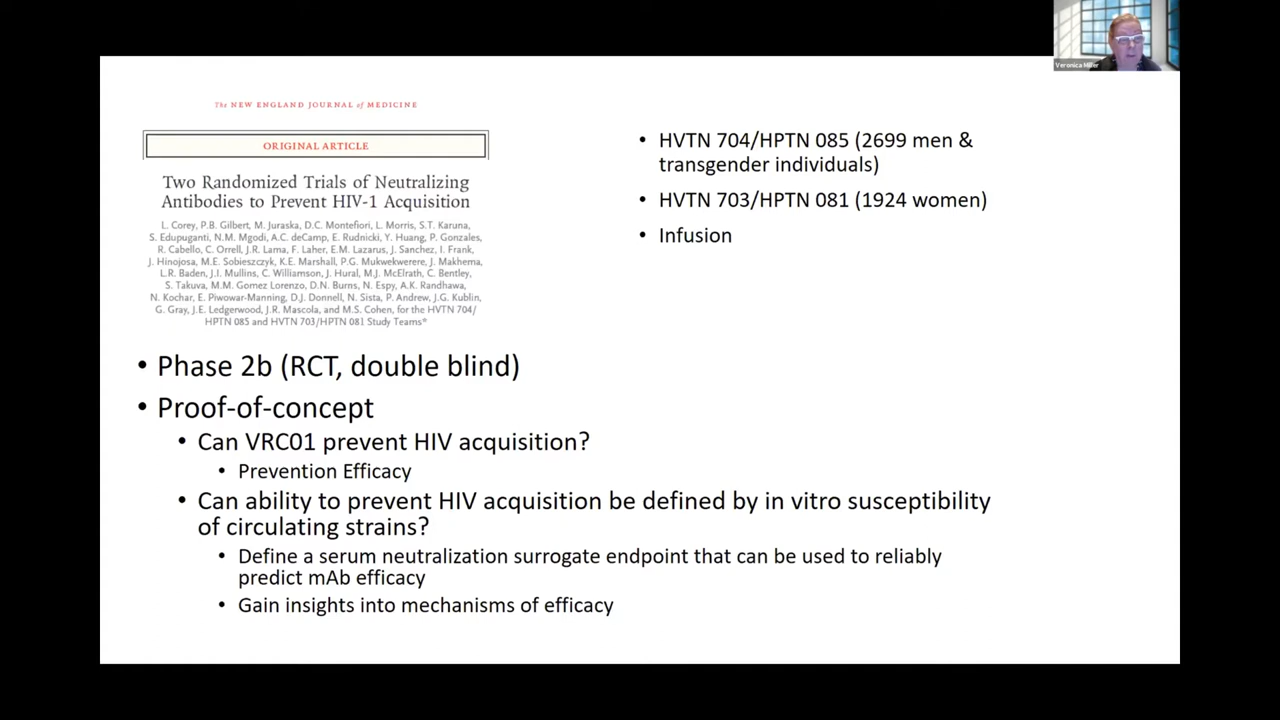 The NEW ENGLAND JOURNAL of MEDICINE
ORIGINAL ARTICLE
Two Randomized Trials of Neutralizing
Antibodies to Prevent HIV-1 Acquisition
L. Corey, P.B. Gilbert, M. Juraska, D.C. Montefiori, L. Morris, S.T. Karuna,
S. Edupuganti, N.M. Mgodi, A.C. deCamp, E. Rudnicki, Y. Huang, P. Gonzales,
R. Cabello, C. Orrell, J.R. Lama, F. Laher, E.M. Lazarus, J. Sanchez, I. Frank,
J. Hinojosa, M.E. Sobieszczyk, K.E. Marshall, P.G. Mukwekwerere, J. Makhema,
L.R. Baden, J.I. Mullins, C. Williamson, J. Hural, M.J. McElrath, C. Bentley,
S. Takuva, M.M. Gomez Lorenzo, D.N. Burns, N. Espy, A.K. Randhawa,
N. Kochar, E. Piwowar-Manning, D.J. Donnell, N. Sista, P. Andrew, J.G. Kublin,
G. Gray, J.E. Ledgerwood, J.R. Mascola, and M.S. Cohen, for the HVTN 704/
HPTN 085 and HVTN 703/HPTN 081 Study Teams*
• HVTN 704/HPTN 085 (2699 men &
transgender individuals)
• HVTN 703/HPTN 081 (1924 women)
• Infusion
• Phase 2b (RCT, double blind)
• Proof-of-concept
• Can VRC01 prevent HIV acquisition?
• Prevention Efficacy
• Can ability to prevent HIV acquisition be defined by in vitro susceptibility
of circulating strains?
• Define a serum neutralization surrogate endpoint that can be used to reliably
predict mAb efficacy
• Gain insights into mechanisms of efficacy
Veronica Miller